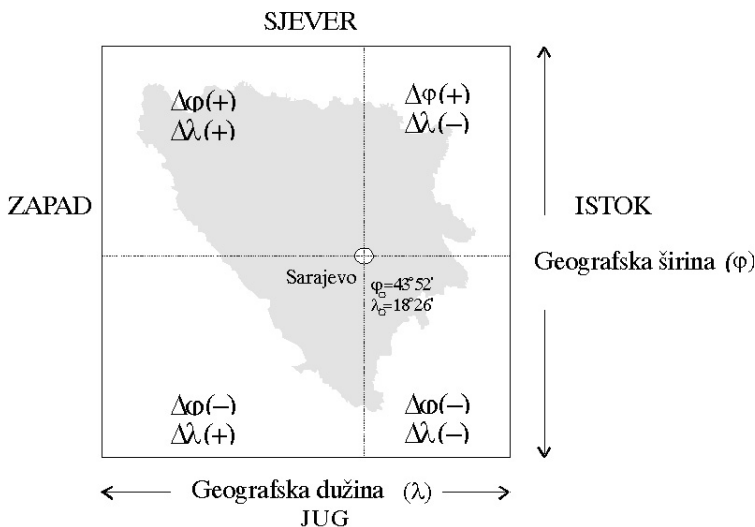 SJEVER
Δφ(+)
Δλ(+)
Δφ(+)
Δλ(−)
ZAPAD
ISTOK
Sarajevo
φ₀=43°52'
λ₀=18°26'
Geografska širina (φ)
Δφ(−)
Δλ(+)
Δφ(−)
Δλ(−)
Geografska dužina (λ)
JUG